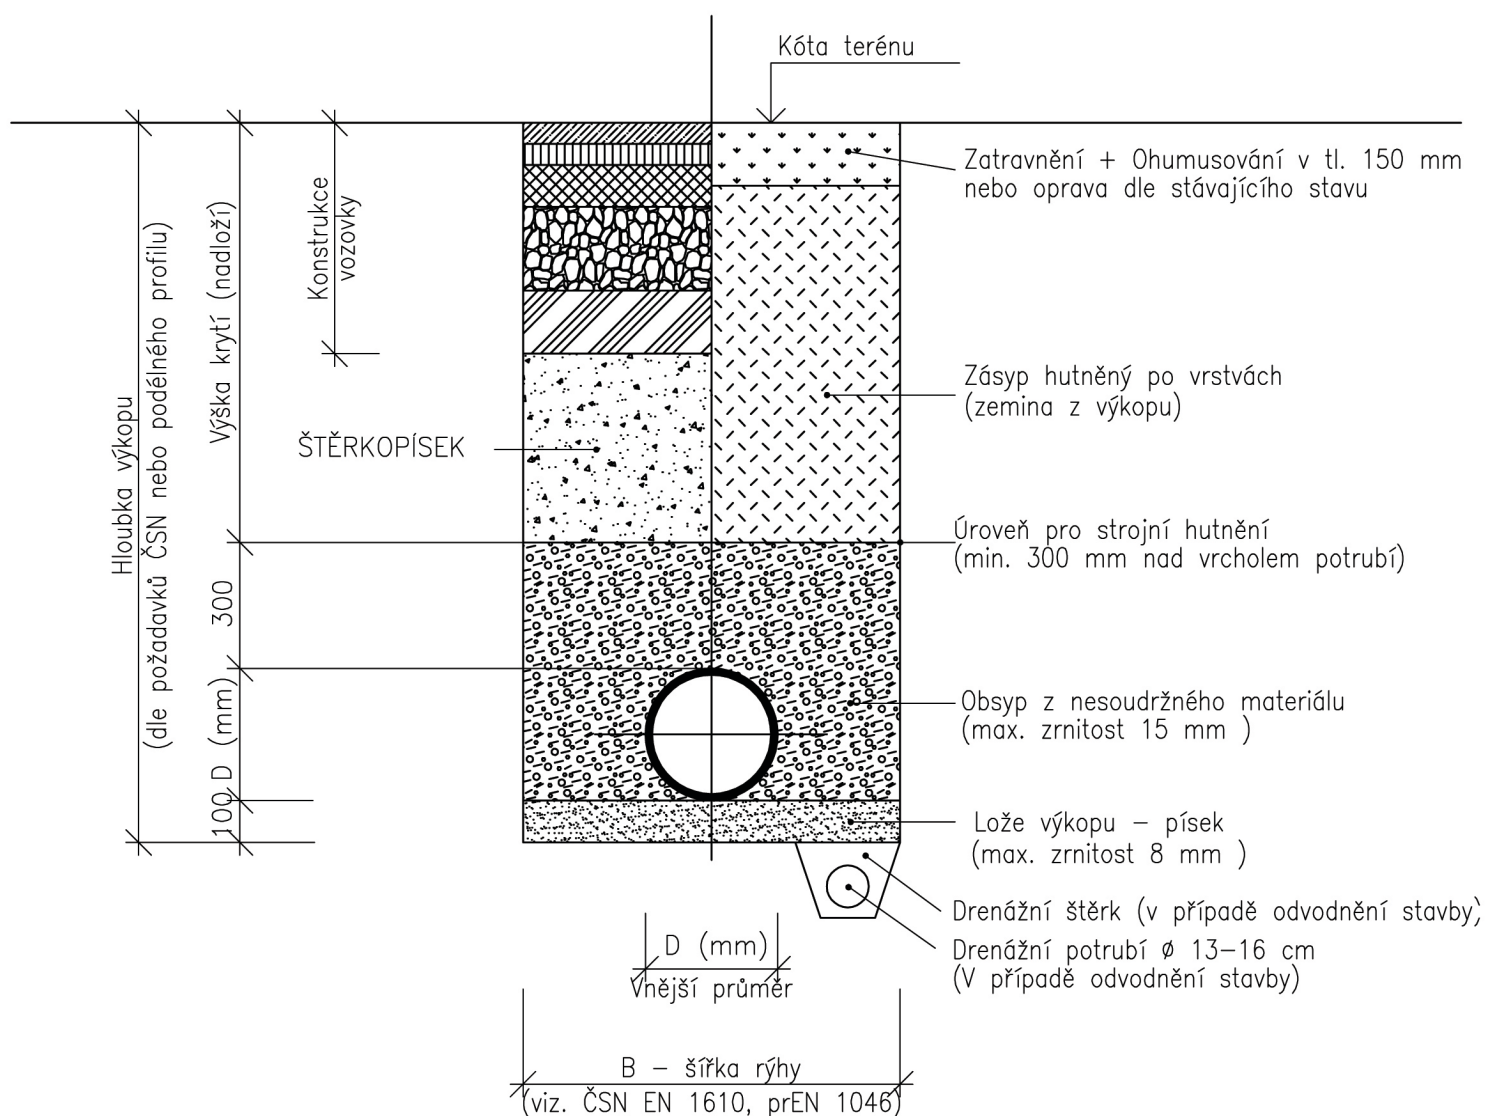 Kóta terénu
Zatravnění + Ohumusování v tl. 150 mm
nebo oprava dle stávajícího stavu
Konstrukce
vozovky
Výška krytí (nadloží)
Hloubka výkopu
(dle požadavků ČSN nebo podélného profilu)
Zásyp hutněný po vrstvách
(zemina z výkopu)
ŠTĚRKOPÍSEK
Úroveň pro strojní hutnění
(min. 300 mm nad vrcholem potrubí)
300
D (mm)
100
Obsyp z nesoudržného materiálu
(max. zrnitost 15 mm )
Lože výkopu – písek
(max. zrnitost 8 mm )
Drenážní štěrk (v případě odvodnění stavby)
Drenážní potrubí ø 13–16 cm
(V případě odvodnění stavby)
D (mm)
Vnější průměr
B – šířka rýhy
(viz. ČSN EN 1610, prEN 1046)